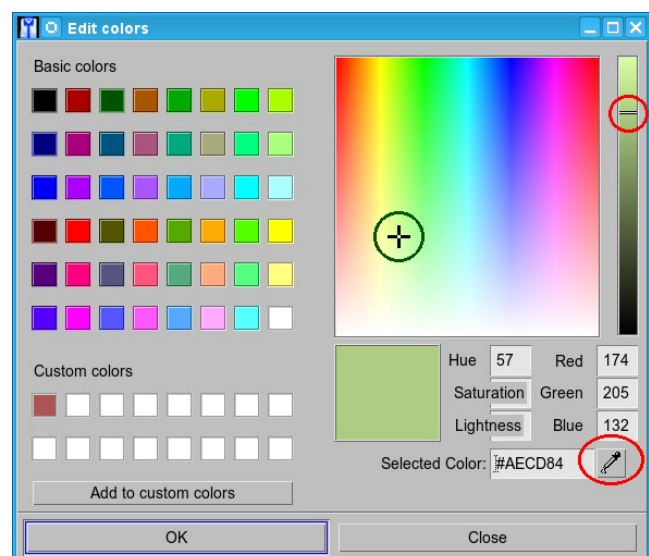 Edit colors
Basic colors
Hue 57 Red 174
Saturation Green 205
Lightness Blue 132
Custom colors
Selected Color: #AECD84
Add to custom colors
OK Close